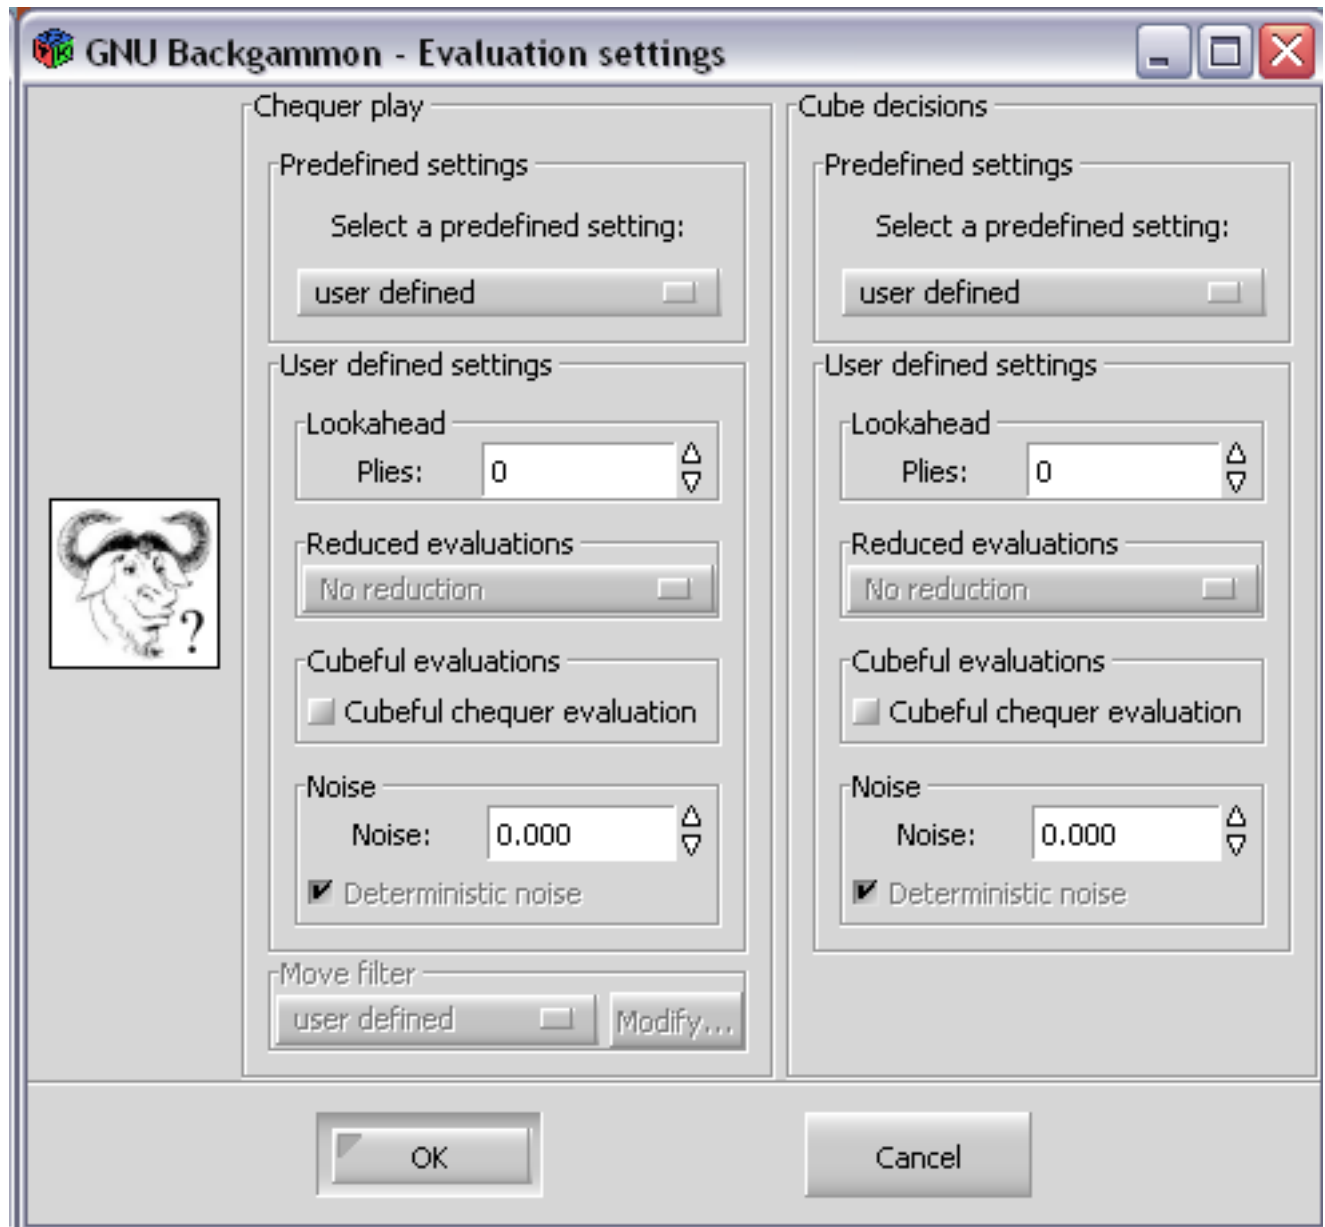 GNU Backgammon - Evaluation settings
Chequer play
Predefined settings
Select a predefined setting:
user defined
User defined settings
Lookahead
Plies: 0
Reduced evaluations
No reduction
Cubeful evaluations
Cubeful chequer evaluation
Noise
Noise: 0.000
Deterministic noise
Move filter
user defined Modify...
Cube decisions
Predefined settings
Select a predefined setting:
user defined
User defined settings
Lookahead
Plies: 0
Reduced evaluations
No reduction
Cubeful evaluations
Cubeful chequer evaluation
Noise
Noise: 0.000
Deterministic noise
?
OK Cancel